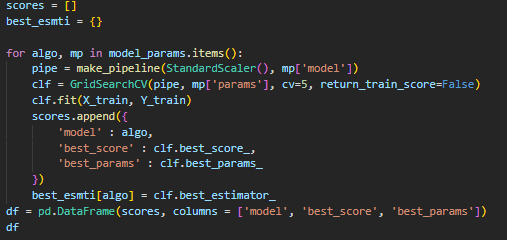 scores = []
best_esmti = {}
for algo, mp in model_params.items():
    pipe = make_pipeline(StandardScaler(), mp['model'])
    clf = GridSearchCV(pipe, mp['params'], cv=5, return_train_score=False)
    clf.fit(X_train, Y_train)
    scores.append({
        'model' : algo,
        'best_score' : clf.best_score_,
        'best_params' : clf.best_params_
    })
    best_esmti[algo] = clf.best_estimator_
df = pd.DataFrame(scores, columns = ['model', 'best_score', 'best_params'])
df